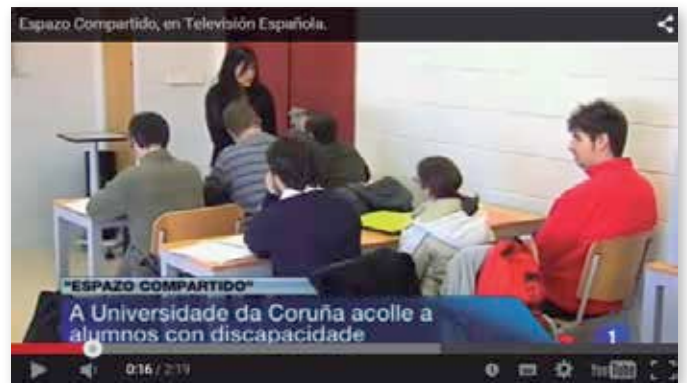 Espazo Compartido, en Televisión Española.
"ESPAZO COMPARTIDO"
A Universidade da Coruña acolle a
alumnos con discapacidade
1
0:16 / 2:19
YouTube